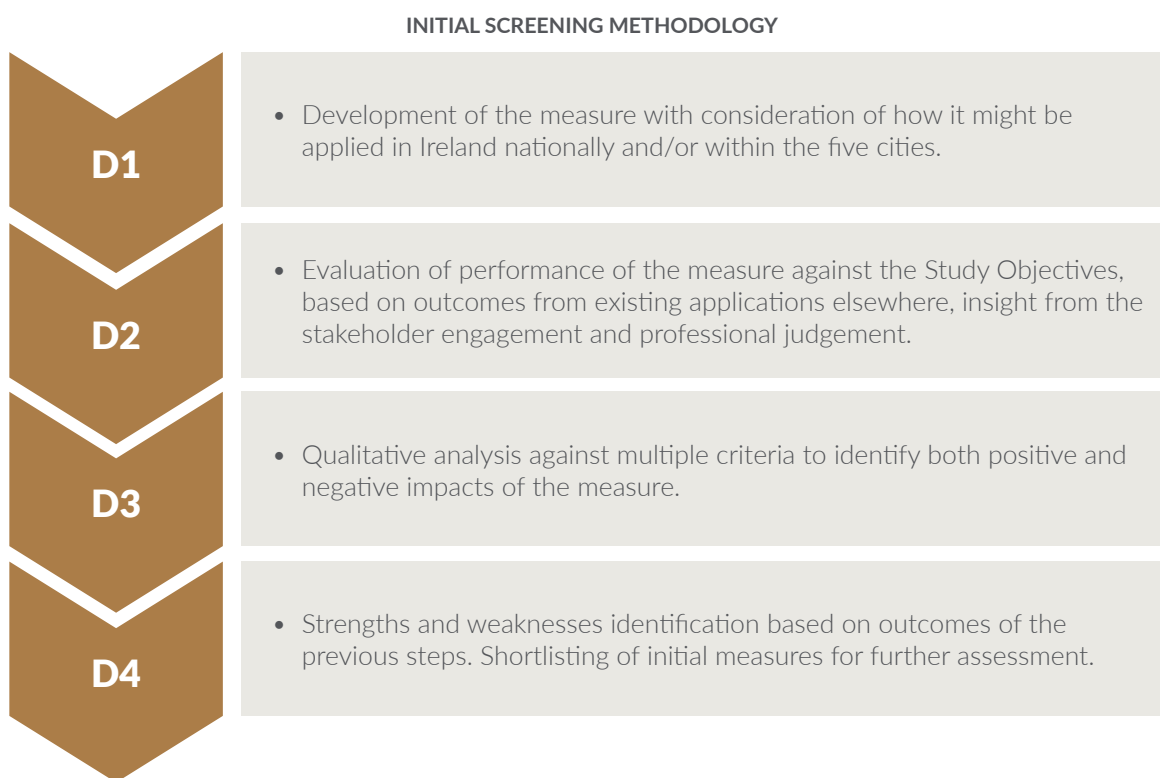 INITIAL SCREENING METHODOLOGY
D1
• Development of the measure with consideration of how it might be
applied in Ireland nationally and/or within the five cities.
D2
• Evaluation of performance of the measure against the Study Objectives,
based on outcomes from existing applications elsewhere, insight from the
stakeholder engagement and professional judgement.
D3
• Qualitative analysis against multiple criteria to identify both positive and
negative impacts of the measure.
D4
• Strengths and weaknesses identification based on outcomes of the
previous steps. Shortlisting of initial measures for further assessment.